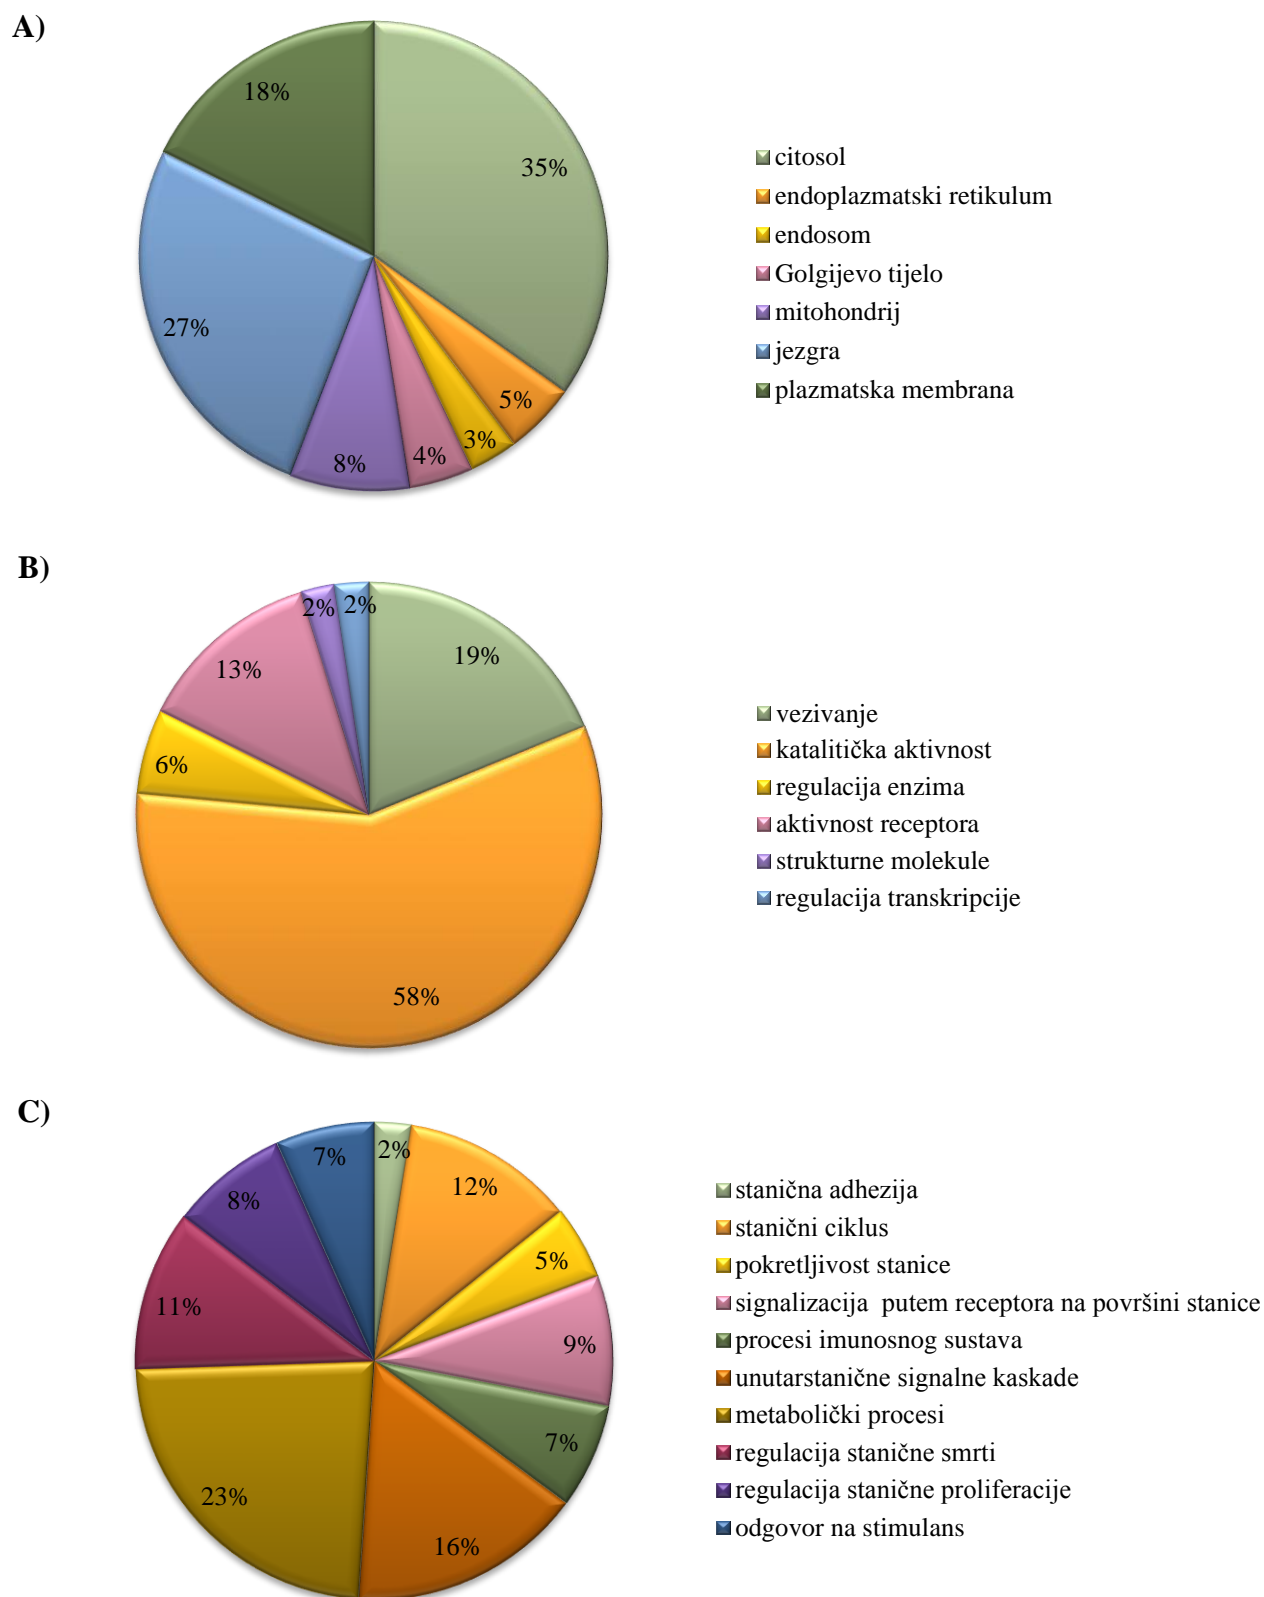 A)
18%
35%
27%
5%
3%
4%
8%
citosol
endoplazmatski retikulum
endosom
Golgijevo tijelo
mitohondrij
jezgra
plazmatska membrana
B)
2%
2%
19%
13%
6%
58%
vezivanje
katalitička aktivnost
regulacija enzima
aktivnost receptora
strukturne molekule
regulacija transkripcije
C)
7%
2%
12%
8%
5%
11%
9%
7%
23%
16%
stanična adhezija
stanični ciklus
pokretljivost stanice
signalizacija  putem receptora na površini stanice
procesi imunosnog sustava
unutarstanične signalne kaskade
metabolički procesi
regulacija stanične smrti
regulacija stanične proliferacije
odgovor na stimulans